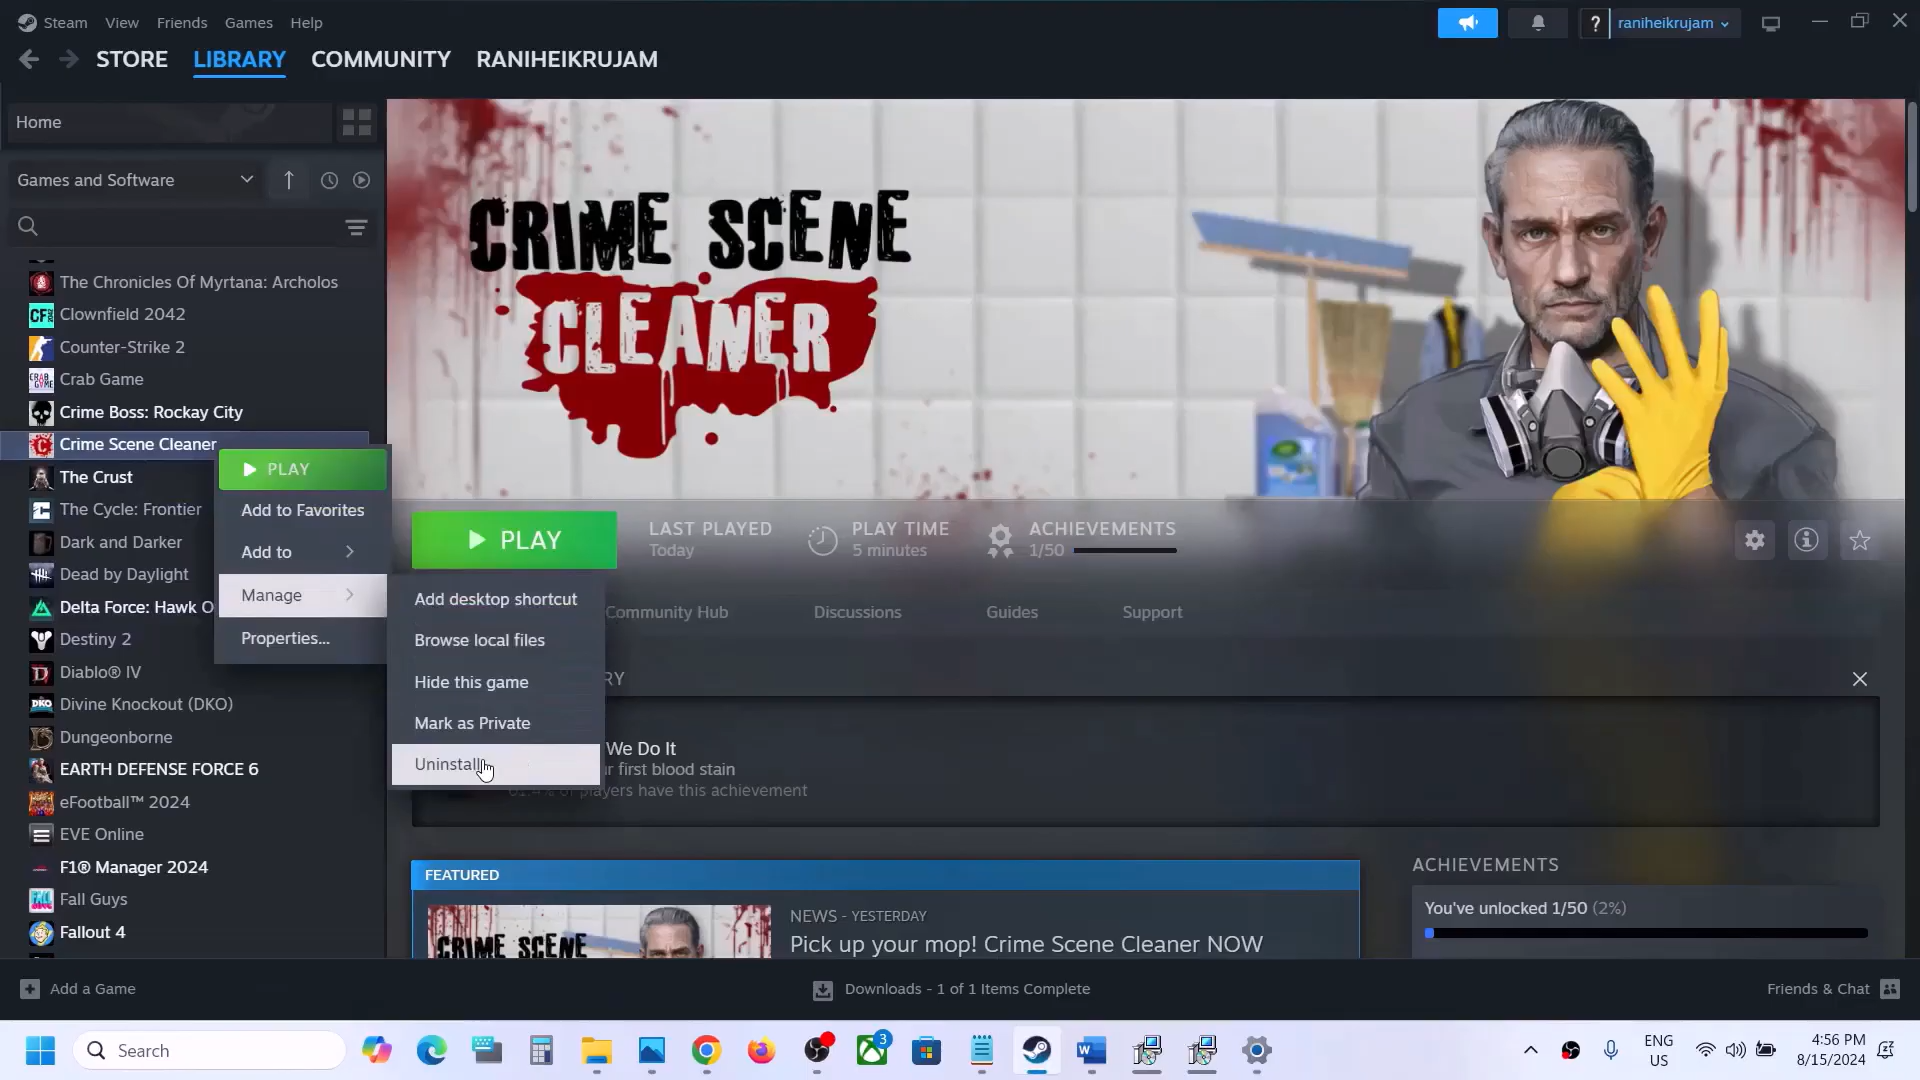 Steam View Friends Games Help
? raniheikrujam
STORE LIBRARY COMMUNITY RANIHEIKRUJAM
Home
Games and Software
The Chronicles Of Myrtana: Archolos
Clownfield 2042
Counter-Strike 2
Crab Game
Crime Boss: Rockay City
Crime Scene Cleaner
The Crust
The Cycle: Frontier
Dark and Darker
Dead by Daylight
Delta Force: Hawk O
Destiny 2
Diablo® IV
Divine Knockout (DKO)
Dungeonborne
EARTH DEFENSE FORCE 6
eFootball™ 2024
EVE Online
F1® Manager 2024
Fall Guys
Fallout 4
PLAY
Add to Favorites
Add to
Manage
Properties...
Add desktop shortcut
Browse local files
Hide this game
Mark as Private
Uninstall
CRIME SCENE
CLEANER
PLAY
LAST PLAYED
Today
PLAY TIME
5 minutes
ACHIEVEMENTS
1/50
Community Hub Discussions Guides Support
RY
We Do It
r first blood stain
of players have this achievement
FEATURED
CRIME SCENE
NEWS - YESTERDAY
Pick up your mop! Crime Scene Cleaner NOW
ACHIEVEMENTS
You've unlocked 1/50 (2%)
Add a Game
Downloads - 1 of 1 Items Complete
Friends & Chat
Search
3
ENG
US
4:56 PM
8/15/2024